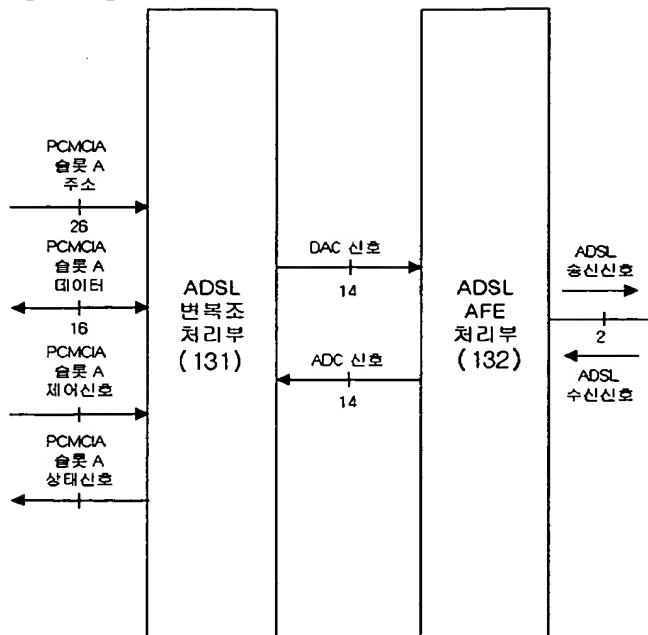 PCMCIA
슬롯 A
주소
26
PCMCIA
슬롯 A
데이터
16
PCMCIA
슬롯 A
제어신호
PCMCIA
슬롯 A
상태신호
ADSL
변복조
처리부
(131)
DAC 신호
14
ADC 신호
14
ADSL
AFE
처리부
(132)
ADSL
송신신호
2
ADSL
수신신호